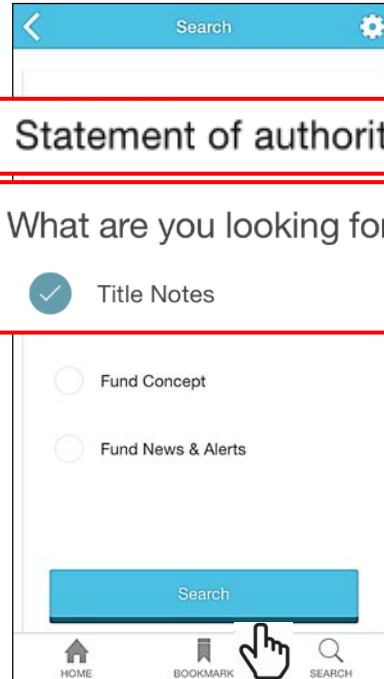 Search
Statement of authorit
What are you looking for
Title Notes
Fund Concept
Fund News & Alerts
Search
HOME
BOOKMARK
SEARCH